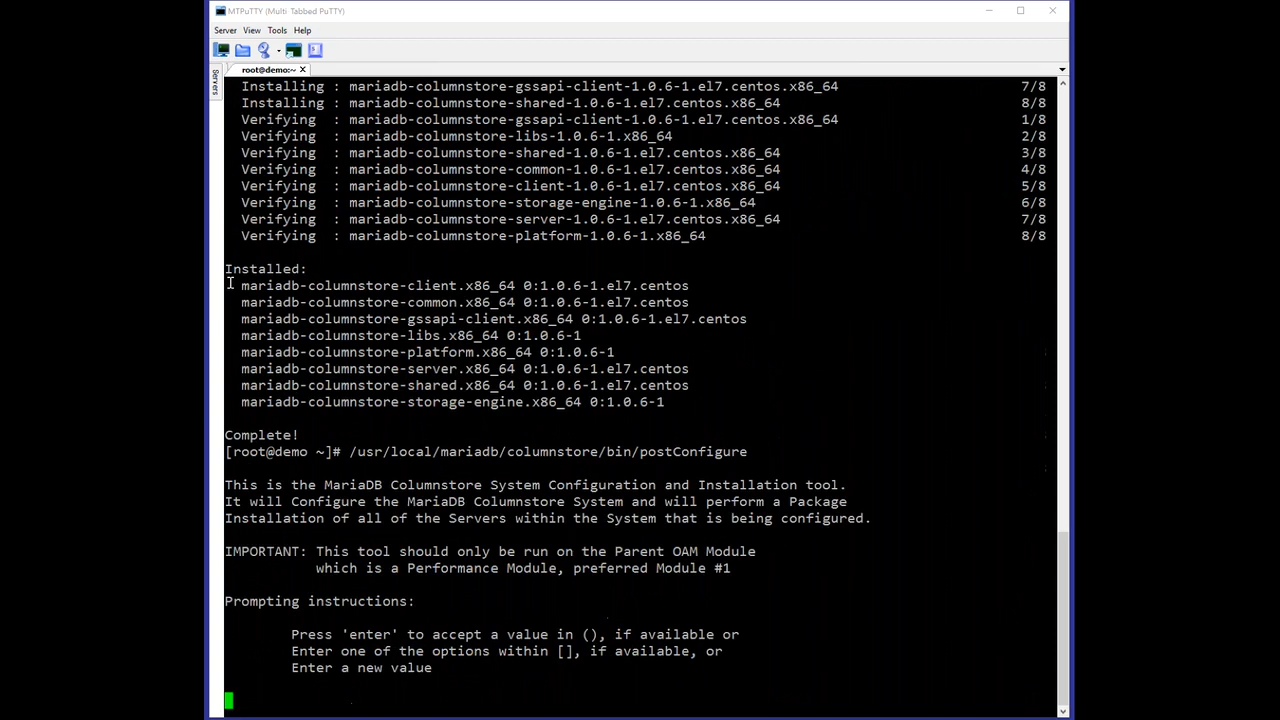 MTPuTTY (Multi Tabbed PuTTY)
Server View Tools Help
Servers
root@demo:~
Installing : mariadb-columnstore-gssapi-client-1.0.6-1.el7.centos.x86_64 7/8
Installing : mariadb-columnstore-shared-1.0.6-1.el7.centos.x86_64 8/8
Verifying : mariadb-columnstore-gssapi-client-1.0.6-1.el7.centos.x86_64 1/8
Verifying : mariadb-columnstore-libs-1.0.6-1.x86_64 2/8
Verifying : mariadb-columnstore-shared-1.0.6-1.el7.centos.x86_64 3/8
Verifying : mariadb-columnstore-common-1.0.6-1.el7.centos.x86_64 4/8
Verifying : mariadb-columnstore-client-1.0.6-1.el7.centos.x86_64 5/8
Verifying : mariadb-columnstore-storage-engine-1.0.6-1.x86_64 6/8
Verifying : mariadb-columnstore-server-1.0.6-1.el7.centos.x86_64 7/8
Verifying : mariadb-columnstore-platform-1.0.6-1.x86_64 8/8
Installed:
mariadb-columnstore-client.x86_64 0:1.0.6-1.el7.centos
mariadb-columnstore-common.x86_64 0:1.0.6-1.el7.centos
mariadb-columnstore-gssapi-client.x86_64 0:1.0.6-1.el7.centos
mariadb-columnstore-libs.x86_64 0:1.0.6-1
mariadb-columnstore-platform.x86_64 0:1.0.6-1
mariadb-columnstore-server.x86_64 0:1.0.6-1.el7.centos
mariadb-columnstore-shared.x86_64 0:1.0.6-1.el7.centos
mariadb-columnstore-storage-engine.x86_64 0:1.0.6-1
Complete!
[root@demo ~]# /usr/local/mariadb/columnstore/bin/postConfigure
This is the MariaDB Columnstore System Configuration and Installation tool.
It will Configure the MariaDB Columnstore System and will perform a Package
Installation of all of the Servers within the System that is being configured.
IMPORTANT: This tool should only be run on the Parent OAM Module
which is a Performance Module, preferred Module #1
Prompting instructions:
Press 'enter' to accept a value in (), if available or
Enter one of the options within [], if available, or
Enter a new value